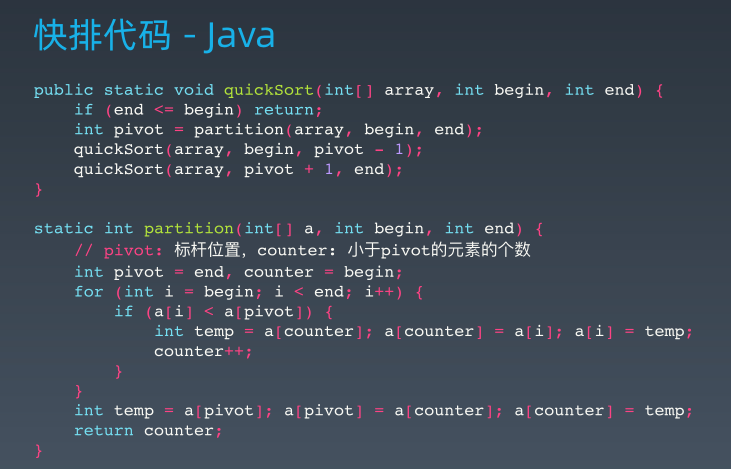 快排代码 - Java
public static void quickSort(int[] array, int begin, int end) {
    if (end <= begin) return;
    int pivot = partition(array, begin, end);
    quickSort(array, begin, pivot - 1);
    quickSort(array, pivot + 1, end);
}
static int partition(int[] a, int begin, int end) {
    // pivot: 标杆位置，counter: 小于pivot的元素的个数
    int pivot = end, counter = begin;
    for (int i = begin; i < end; i++) {
        if (a[i] < a[pivot]) {
            int temp = a[counter]; a[counter] = a[i]; a[i] = temp;
            counter++;
        }
    }
    int temp = a[pivot]; a[pivot] = a[counter]; a[counter] = temp;
    return counter;
}